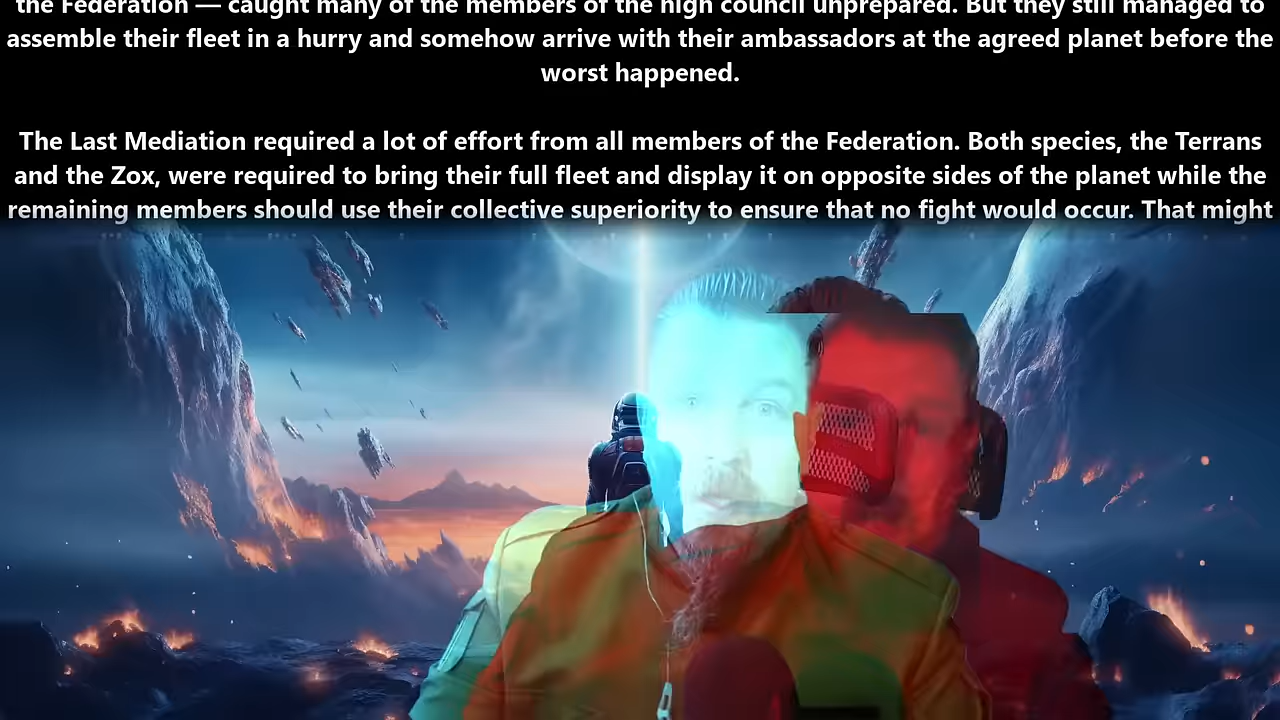 the Federation — caught many of the members of the high council unprepared. But they still managed to
assemble their fleet in a hurry and somehow arrive with their ambassadors at the agreed planet before the
worst happened.
The Last Mediation required a lot of effort from all members of the Federation. Both species, the Terrans
and the Zox, were required to bring their full fleet and display it on opposite sides of the planet while the
remaining members should use their collective superiority to ensure that no fight would occur. That might